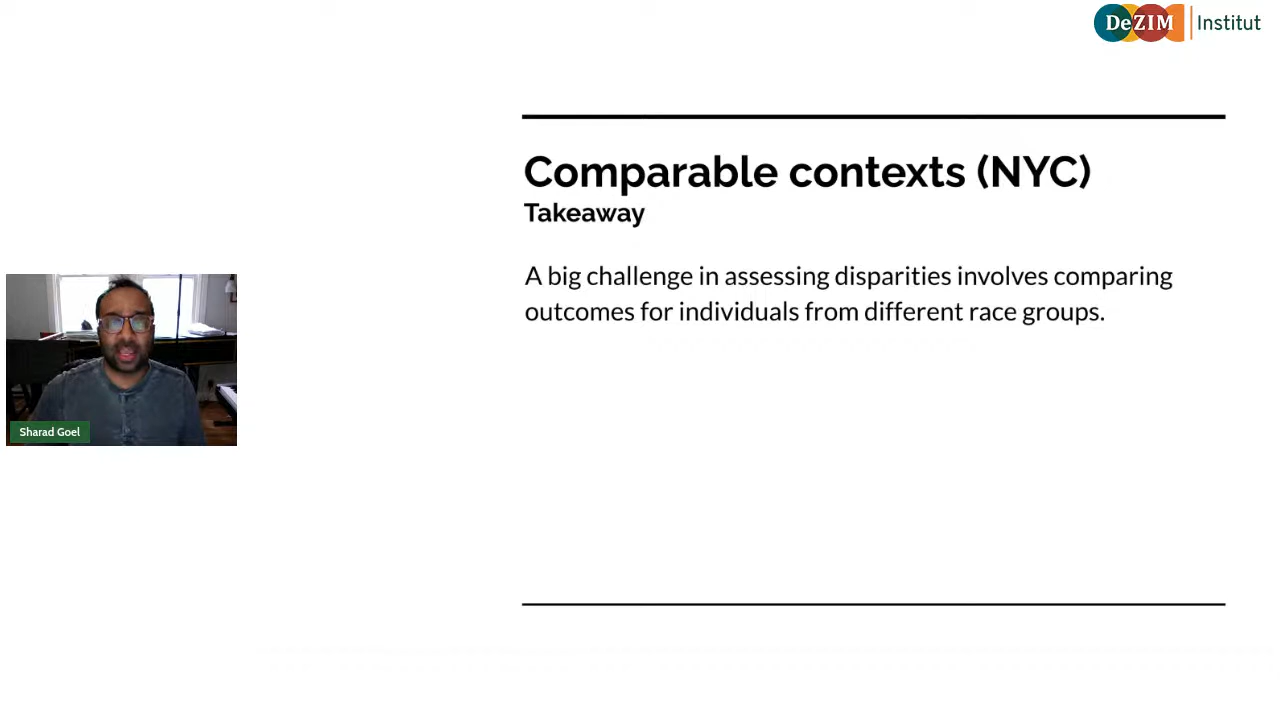 DeZIM Institut
Comparable contexts (NYC)
Takeaway
A big challenge in assessing disparities involves comparing
outcomes for individuals from different race groups.
Sharad Goel